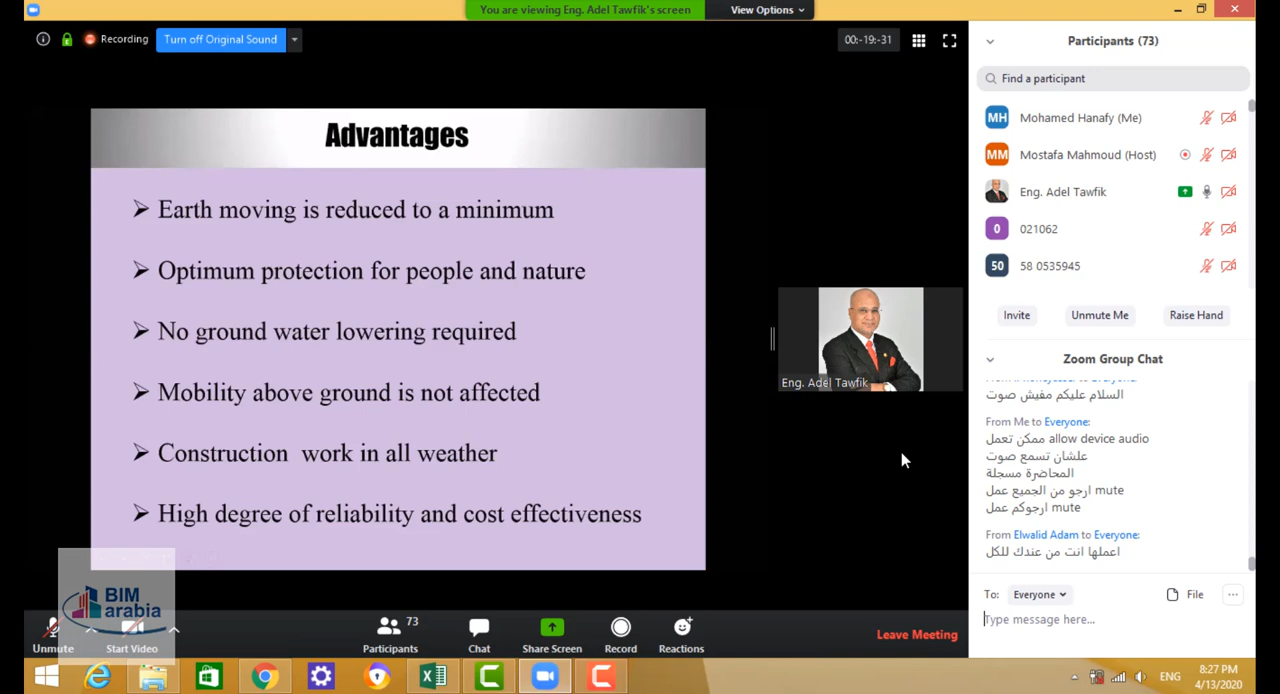 You are viewing Eng. Adel Tawfik's screen
View Options
Recording
Turn off Original Sound
00:-19:-31
Advantages
➢ Earth moving is reduced to a minimum
➢ Optimum protection for people and nature
➢ No ground water lowering required
➢ Mobility above ground is not affected
➢ Construction work in all weather
➢ High degree of reliability and cost effectiveness
Eng. Adel Tawfik
BIM
arabia
Unmute
Start Video
73
Participants
Chat
Share Screen
Record
Reactions
Leave Meeting
Participants (73)
Find a participant
MH Mohamed Hanafy (Me)
MM Mostafa Mahmoud (Host)
Eng. Adel Tawfik
0 021062
50 58 0535945
Invite
Unmute Me
Raise Hand
Zoom Group Chat
السلام عليكم مفيش صوت
From Me to Everyone:
ممكن تعمل allow device audio
علشان تسمع صوت
المحاضرة مسجلة
ارجو من الجميع عمل mute
ارجوكم عمل mute
From Elwalid Adam to Everyone:
اعملها انت من عندك للكل
To: Everyone
File
Type message here...
ENG
8:27 PM
4/13/2020